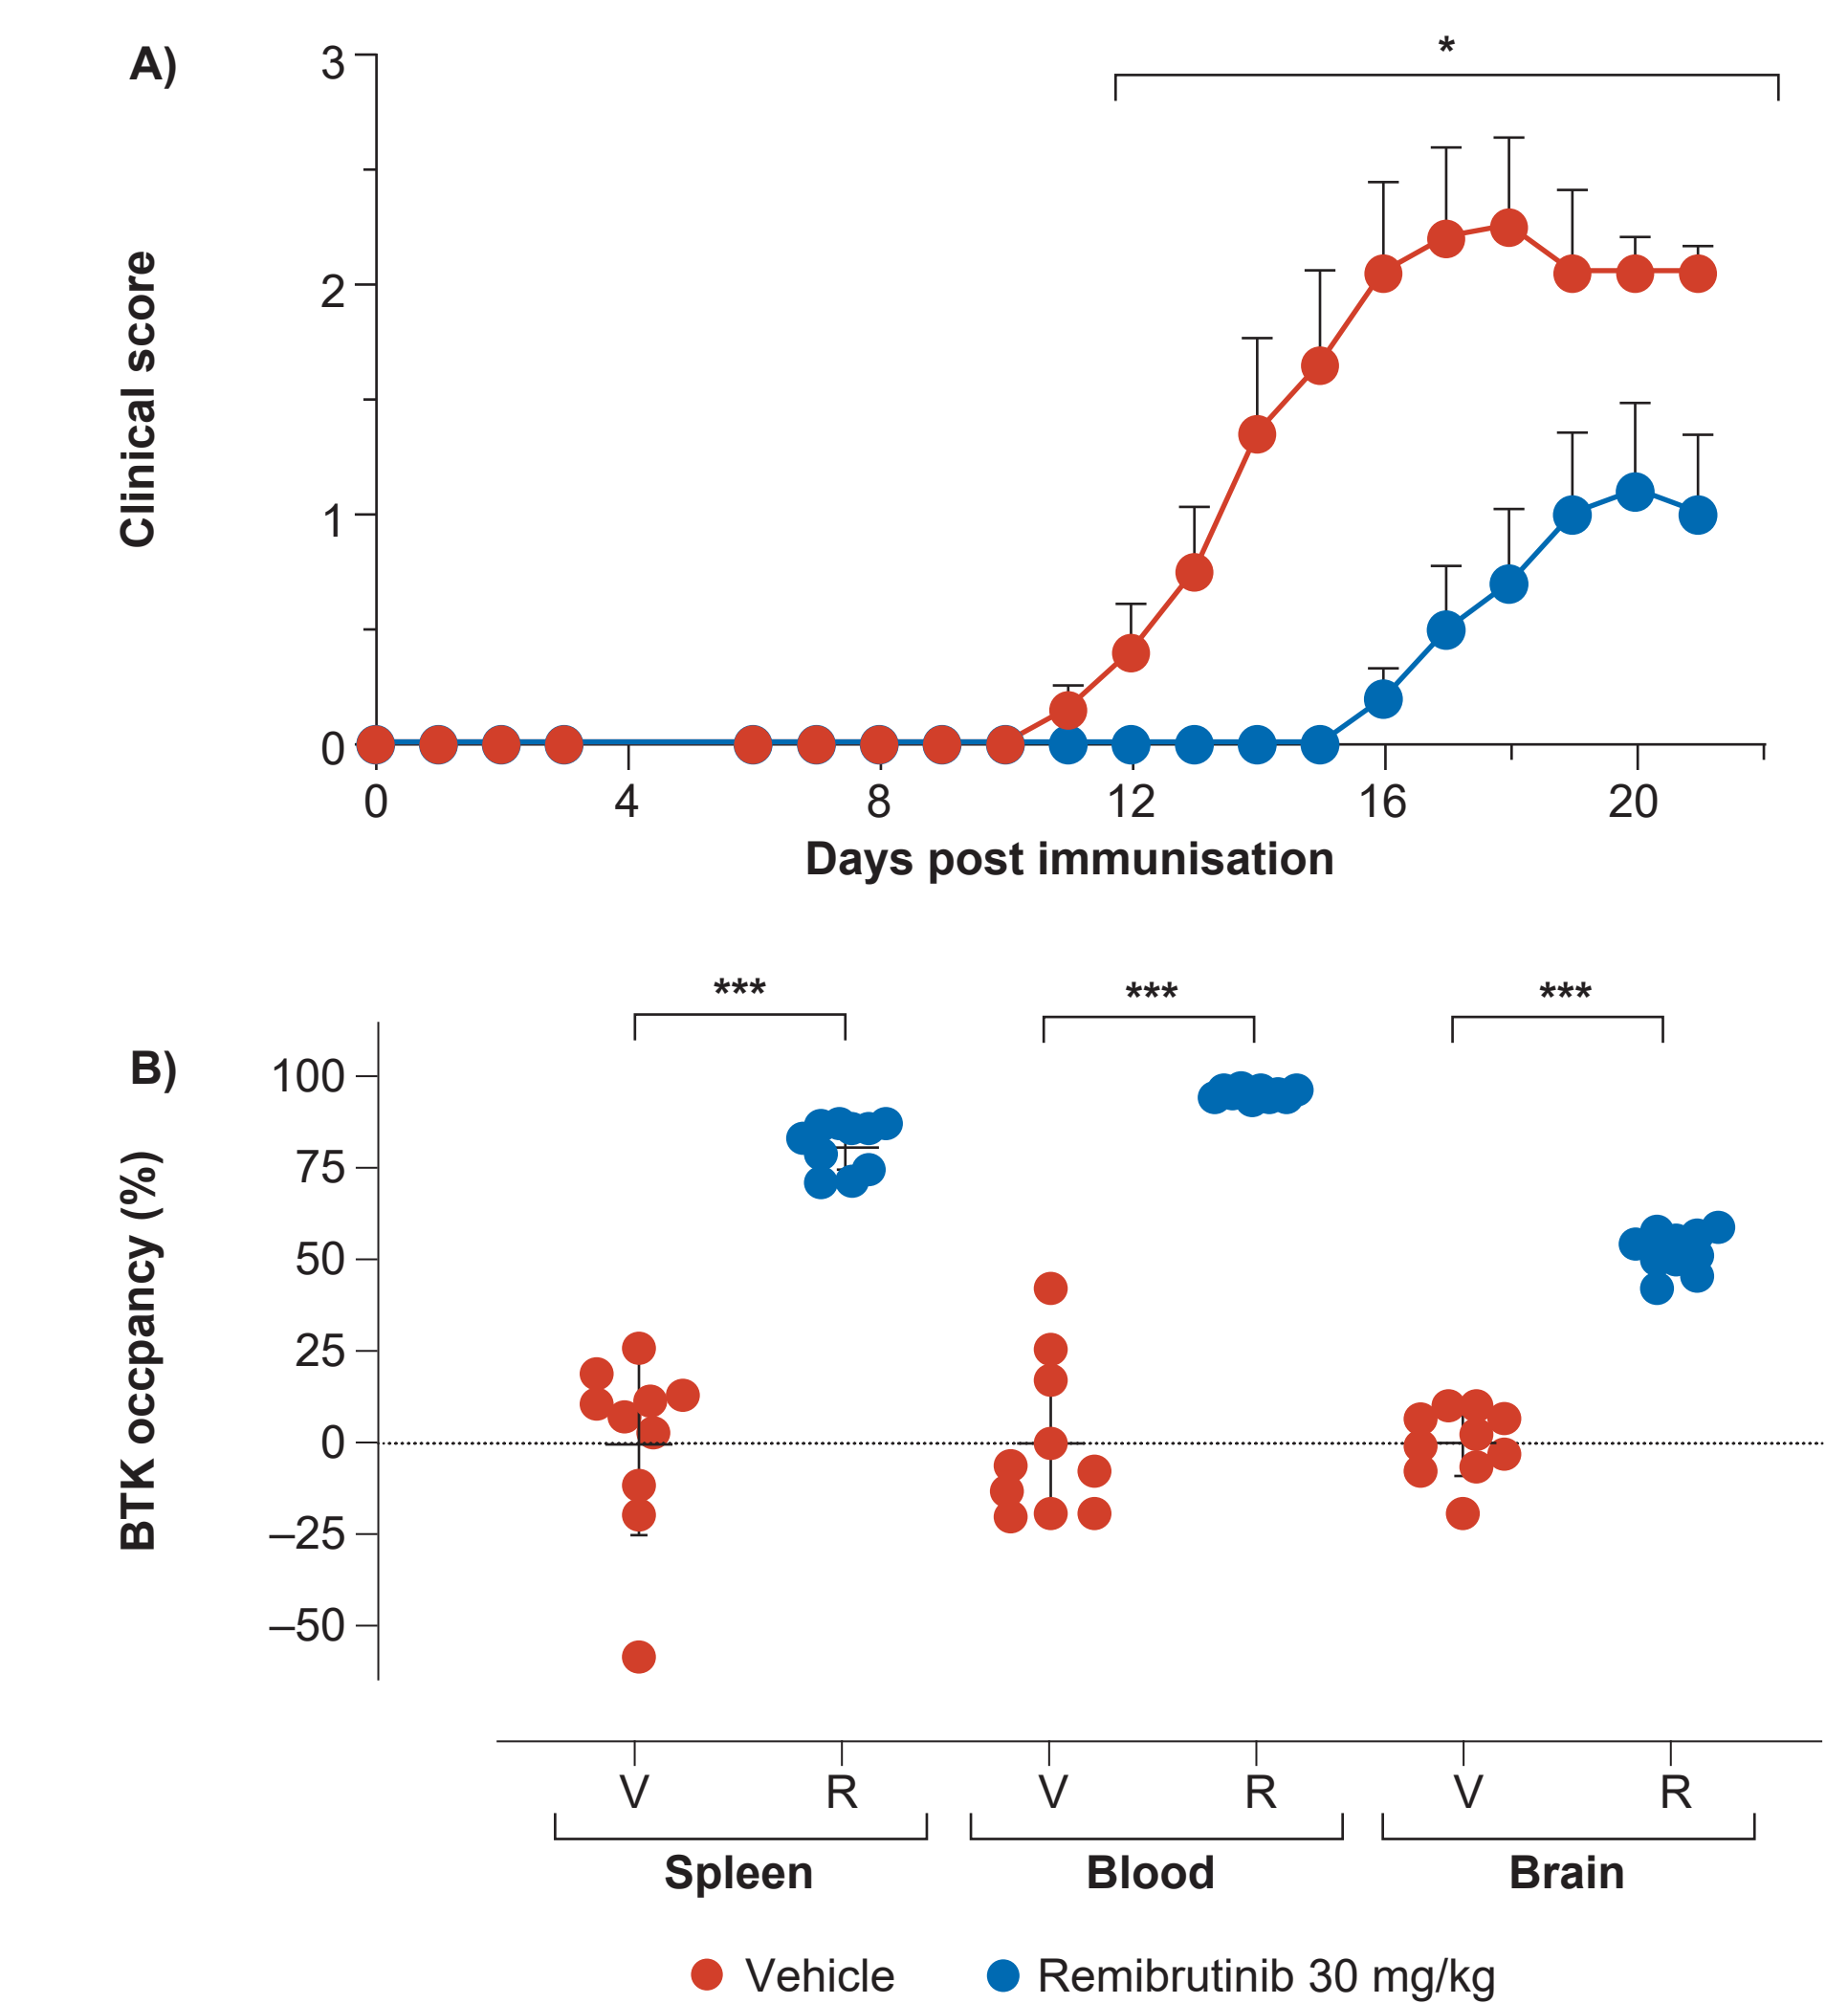 A)
*
3
2
1
0
Clinical score
0 4 8 12 16 20
Days post immunisation
B)
*** *** ***
100
75
50
25
0
–25
–50
BTK occpancy (%)
V R V R V R
Spleen Blood Brain
Vehicle Remibrutinib 30 mg/kg